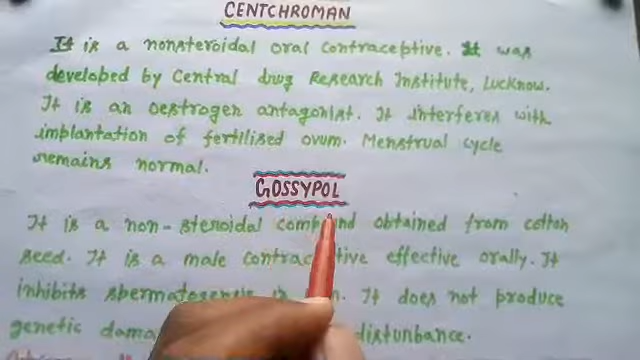 CENTCHROMAN
It is a nonsteroidal oral contraceptive. It was
developed by Central drug Research Institute, Lucknow.
It is an oestrogen antagonist. It interferes with
implantation of fertilised ovum. Menstrual cycle
remains normal.
GOSSYPOL
It is a non-steroidal compound obtained from cotton
seed. It is a male contraceptive effective orally. It
inhibits spermatogenesis It does not produce
genetic disturbance.